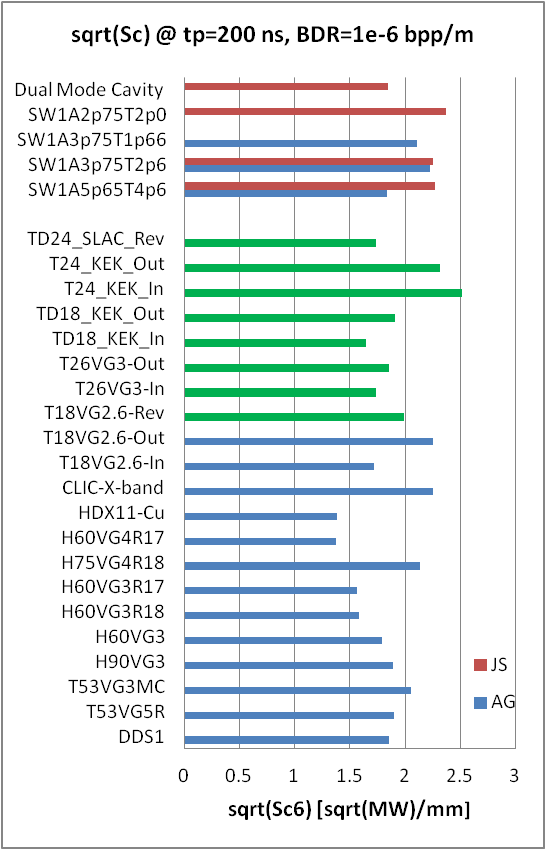 sqrt(Sc) @ tp=200 ns, BDR=1e-6 bpp/m
Dual Mode Cavity
SW1A2p75T2p0
SW1A3p75T1p66
SW1A3p75T2p6
SW1A5p65T4p6
TD24_SLAC_Rev
T24_KEK_Out
T24_KEK_In
TD18_KEK_Out
TD18_KEK_In
T26VG3-Out
T26VG3-In
T18VG2.6-Rev
T18VG2.6-Out
T18VG2.6-In
CLIC-X-band
HDX11-Cu
H60VG4R17
H75VG4R18
H60VG3R17
H60VG3R18
H60VG3
H90VG3
T53VG3MC
T53VG5R
DDS1
JS
AG
0 0.5 1 1.5 2 2.5 3
sqrt(Sc6) [sqrt(MW)/mm]